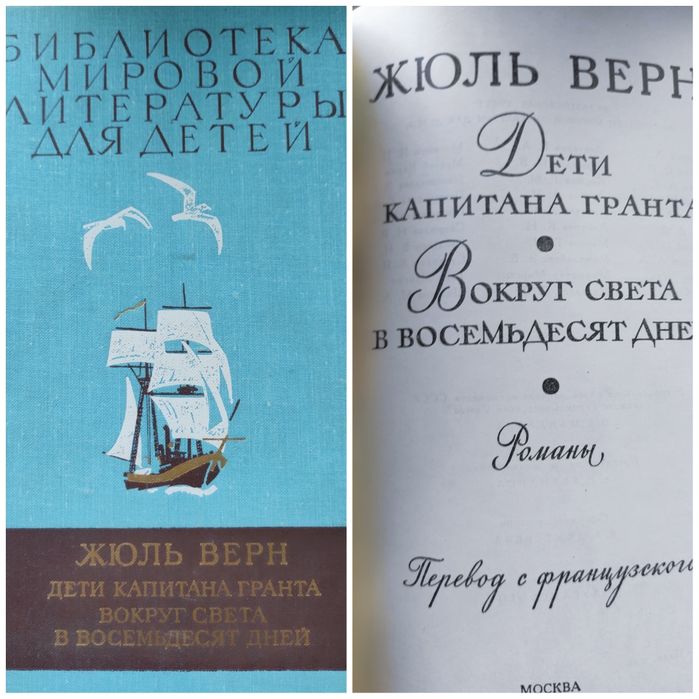 БИБЛИОТЕКА
МИРОВОЙ
ЛИТЕРАТУРЫ
ДЛЯ ДЕТЕЙ
ЖЮЛЬ ВЕРН
ДЕТИ КАПИТАНА ГРАНТА
ВОКРУГ СВЕТА
В ВОСЕМЬДЕСЯТ ДНЕЙ
ЖЮЛЬ ВЕРН
ДЕТИ
КАПИТАНА ГРАНТА
ВОКРУГ СВЕТА
В ВОСЕМЬДЕСЯТ ДНЕЙ
Романы
Перевод с французского
МОСКВА